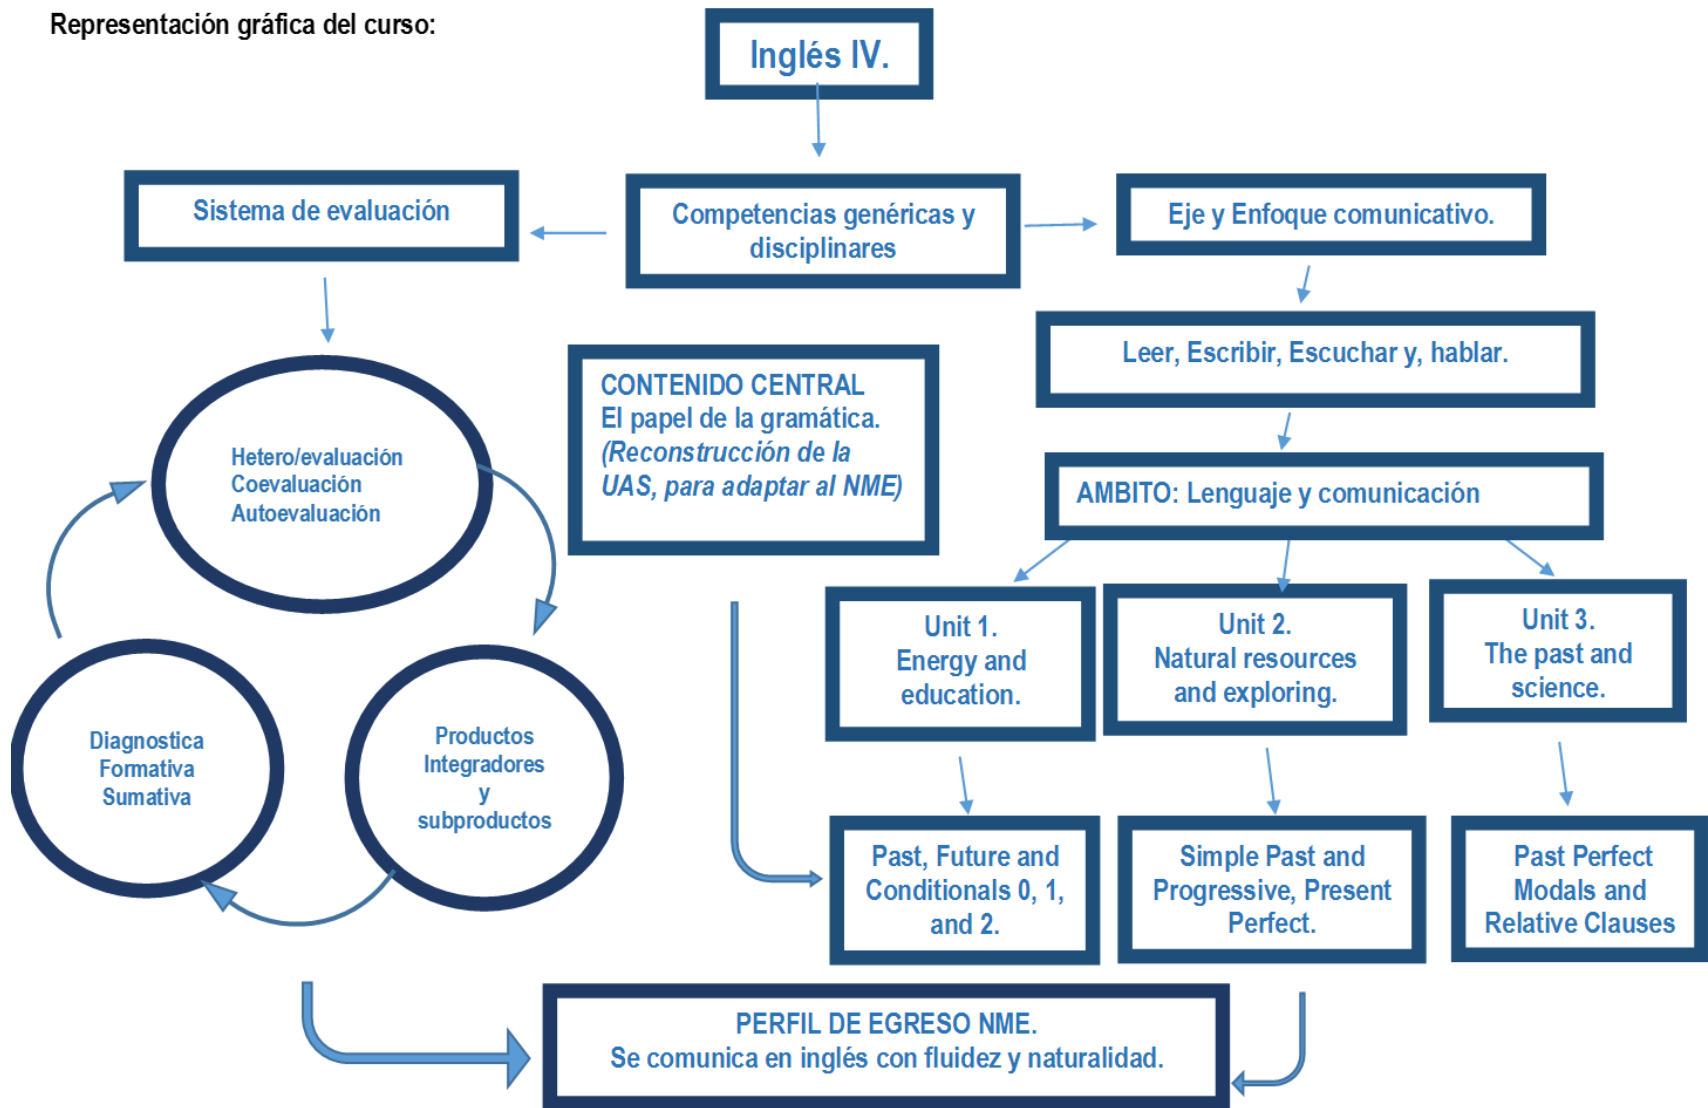 Representación gráfica del curso:
Inglés IV.
Sistema de evaluación
Competencias genéricas y
disciplinares
Eje y Enfoque comunicativo.
Leer, Escribir, Escuchar y, hablar.
CONTENIDO CENTRAL
El papel de la gramática.
(Reconstrucción de la
UAS, para adaptar al NME)
Hetero/evaluación
Coevaluación
Autoevaluación
AMBITO: Lenguaje y comunicación
Unit 1.
Energy and
education.
Unit 2.
Natural resources
and exploring.
Unit 3.
The past and
science.
Diagnostica
Formativa
Sumativa
Productos
Integradores
y
subproductos
Past, Future and
Conditionals 0, 1,
and 2.
Simple Past and
Progressive, Present
Perfect.
Past Perfect
Modals and
Relative Clauses
PERFIL DE EGRESO NME.
Se comunica en inglés con fluidez y naturalidad.